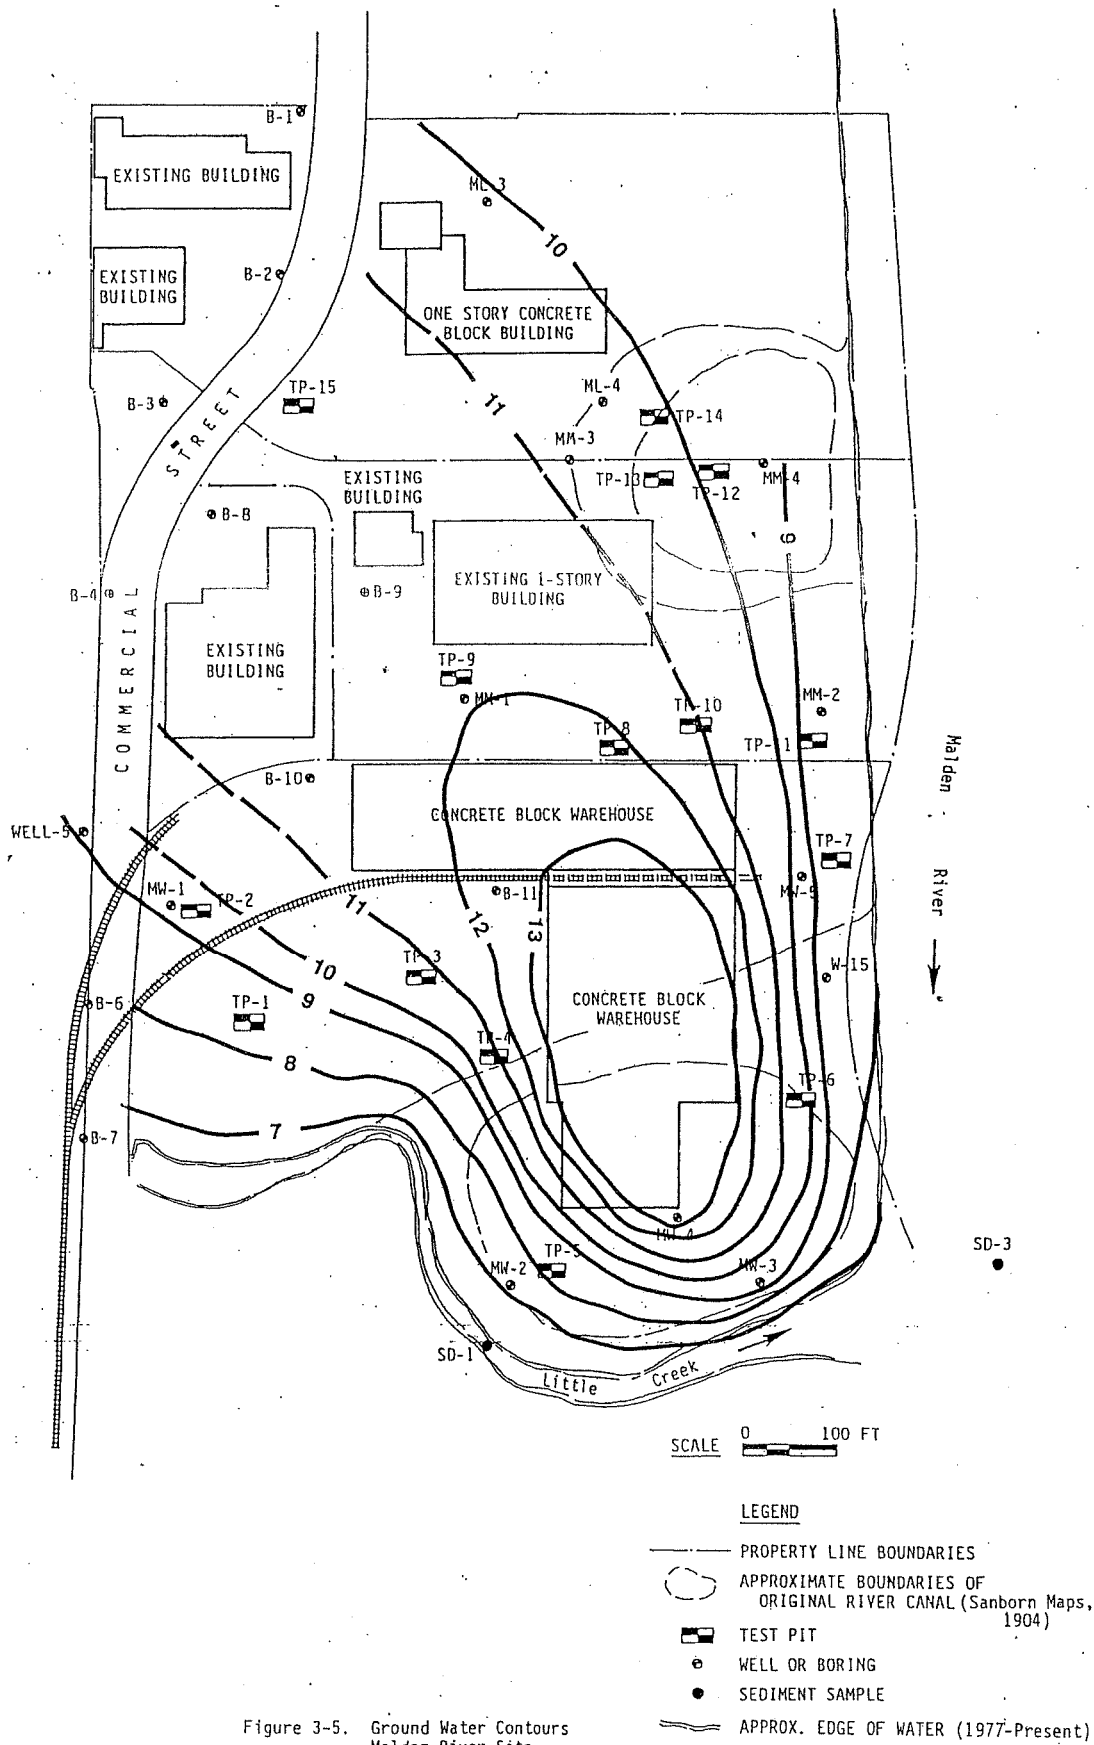 B-1
EXISTING BUILDING
ML-3
10
B-2
EXISTING
BUILDING
ONE STORY CONCRETE
BLOCK BUILDING
TP-15
B-3
11
ML-4
TP-14
STREET
MM-3
TP-13
TP-12
MM-4
EXISTING
BUILDING
B-8
9
B-4
B-9
EXISTING 1-STORY
BUILDING
COMMERCIAL
EXISTING
BUILDING
TP-9
MM-1
TP-8
TP-10
MM-2
TP-11
Malden
River
B-10
CONCRETE BLOCK WAREHOUSE
WELL-5
TP-7
MW-1
TP-2
11
B-11
MW-5
12
13
10
TP-3
W-15
9
B-6
TP-1
CONCRETE BLOCK
WAREHOUSE
TP-4
8
TP-6
7
B-7
MW-4
SD-3
TP-5
MW-2
MW-3
SD-1
Little Creek
SCALE
0 100 FT
LEGEND
PROPERTY LINE BOUNDARIES
APPROXIMATE BOUNDARIES OF
ORIGINAL RIVER CANAL (Sanborn Maps,
1904)
TEST PIT
WELL OR BORING
SEDIMENT SAMPLE
APPROX. EDGE OF WATER (1977-Present)
Figure 3-5. Ground Water Contours
Malden River Site